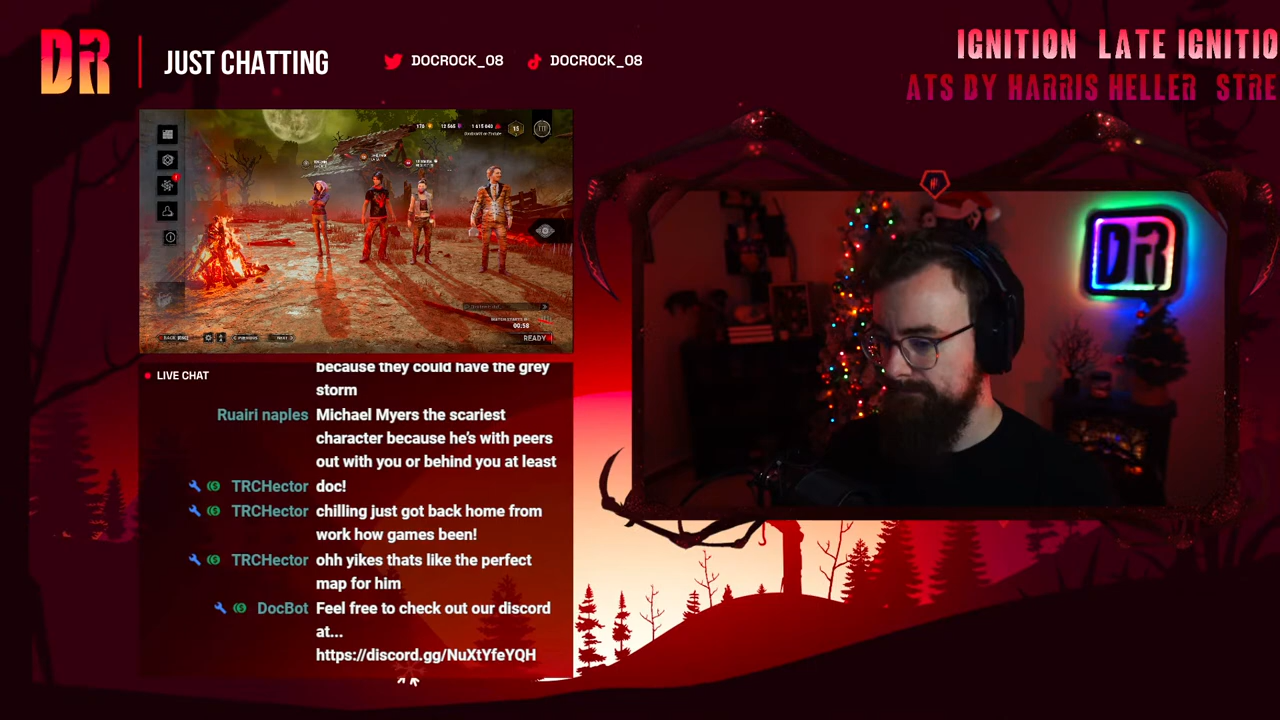 DR
JUST CHATTING
DOCROCK_08
DOCROCK_08
IGNITION LATE IGNITIO
ATS BY HARRIS HELLER STRE
DR
00:58
READY
LIVE CHAT
because they could have the grey
storm
Ruairi naples Michael Myers the scariest
character because he's with peers
out with you or behind you at least
TRCHector doc!
TRCHector chilling just got back home from
work how games been!
TRCHector ohh yikes thats like the perfect
map for him
DocBot Feel free to check out our discord
at...
https://discord.gg/NuXtYfeYQH